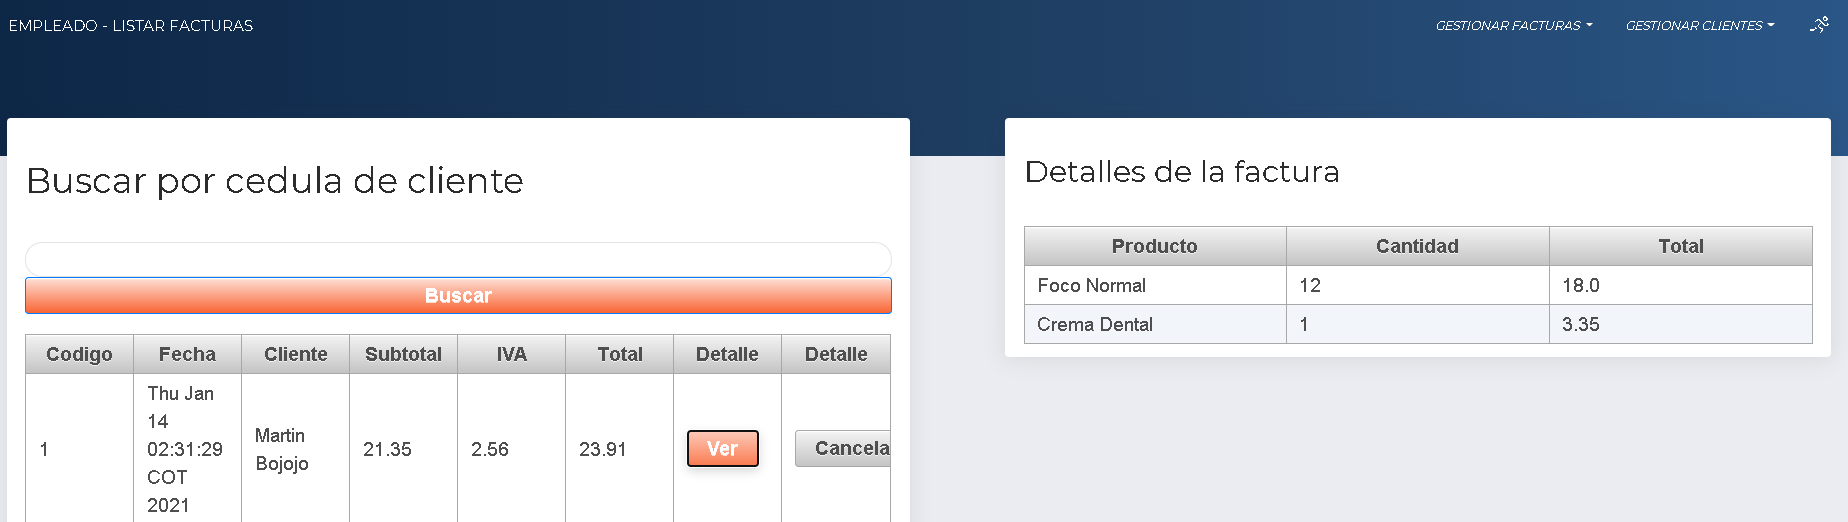 EMPLEADO - LISTAR FACTURAS
GESTIONAR FACTURAS
GESTIONAR CLIENTES
Buscar por cedula de cliente
Buscar
Codigo Fecha Cliente Subtotal IVA Total Detalle Detalle
1 Thu Jan 14 02:31:29 COT 2021 Martin Bojojo 21.35 2.56 23.91 Ver Cancela
Detalles de la factura
Producto Cantidad Total
Foco Normal 12 18.0
Crema Dental 1 3.35